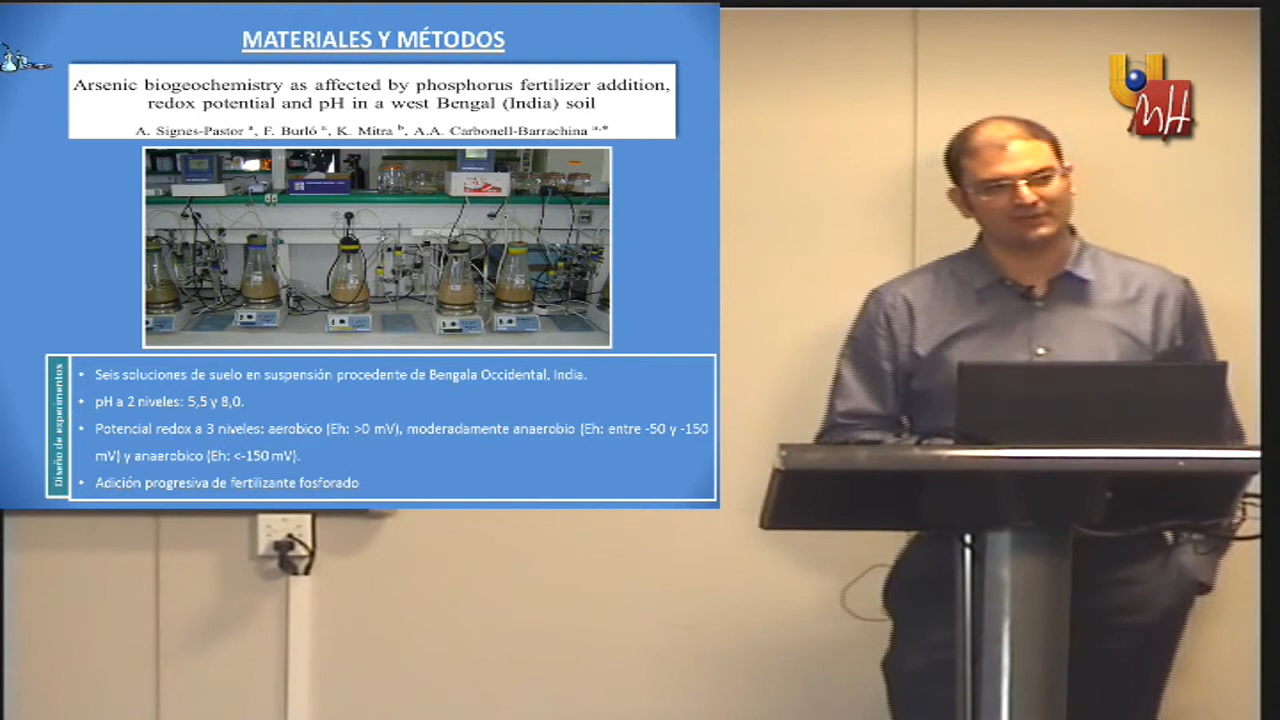 MATERIALES Y MÉTODOS
Arsenic biogeochemistry as affected by phosphorus fertilizer addition,
redox potential and pH in a west Bengal (India) soil
A. Signes-Pastor ª, F. Burló ª, K. Mitra ᵇ, A.A. Carbonell-Barrachina ª,*
Diseño de experimentos
• Seis soluciones de suelo en suspensión procedente de Bengala Occidental, India.
• pH a 2 niveles: 5,5 y 8,0.
• Potencial redox a 3 niveles: aerobico (Eh: >0 mV), moderadamente anaerobio (Eh: entre -50 y -150
mV) y anaerobico (Eh: <-150 mV).
• Adición progresiva de fertilizante fosforado
U
MH